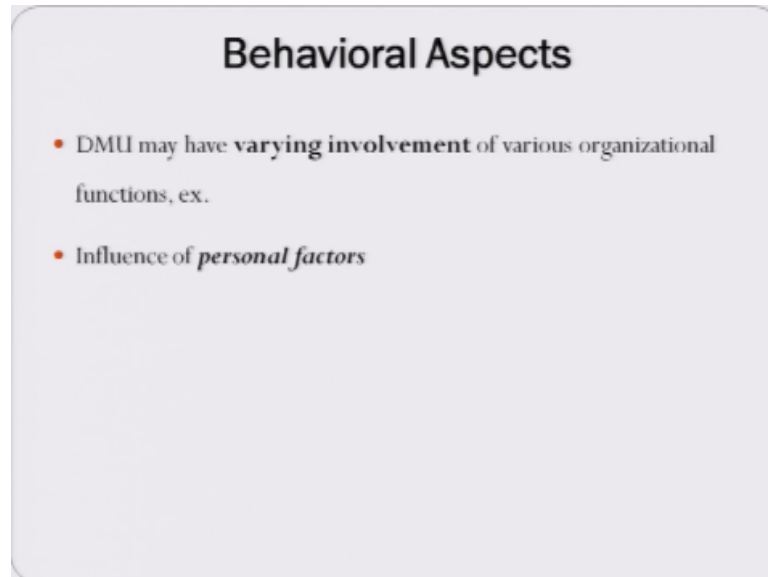 Behavioral Aspects
• DMU may have varying involvement of various organizational
functions, ex.
• Influence of personal factors